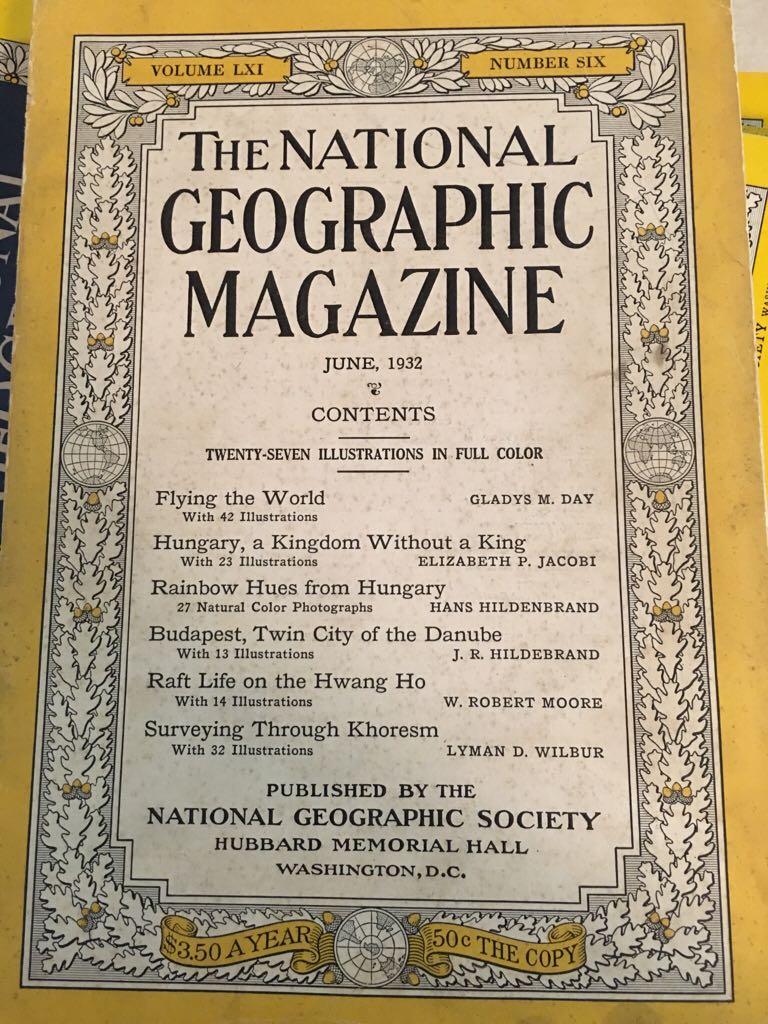 VOLUME LXI
NUMBER SIX
THE NATIONAL
GEOGRAPHIC
MAGAZINE
JUNE, 1932
CONTENTS
TWENTY-SEVEN ILLUSTRATIONS IN FULL COLOR
Flying the World GLADYS M. DAY
With 42 Illustrations
Hungary, a Kingdom Without a King
With 23 Illustrations ELIZABETH P. JACOBI
Rainbow Hues from Hungary
27 Natural Color Photographs HANS HILDENBRAND
Budapest, Twin City of the Danube
With 13 Illustrations J. R. HILDEBRAND
Raft Life on the Hwang Ho
With 14 Illustrations W. ROBERT MOORE
Surveying Through Khoresm
With 32 Illustrations LYMAN D. WILBUR
PUBLISHED BY THE
NATIONAL GEOGRAPHIC SOCIETY
HUBBARD MEMORIAL HALL
WASHINGTON, D.C.
$3.50 A YEAR
50c THE COPY